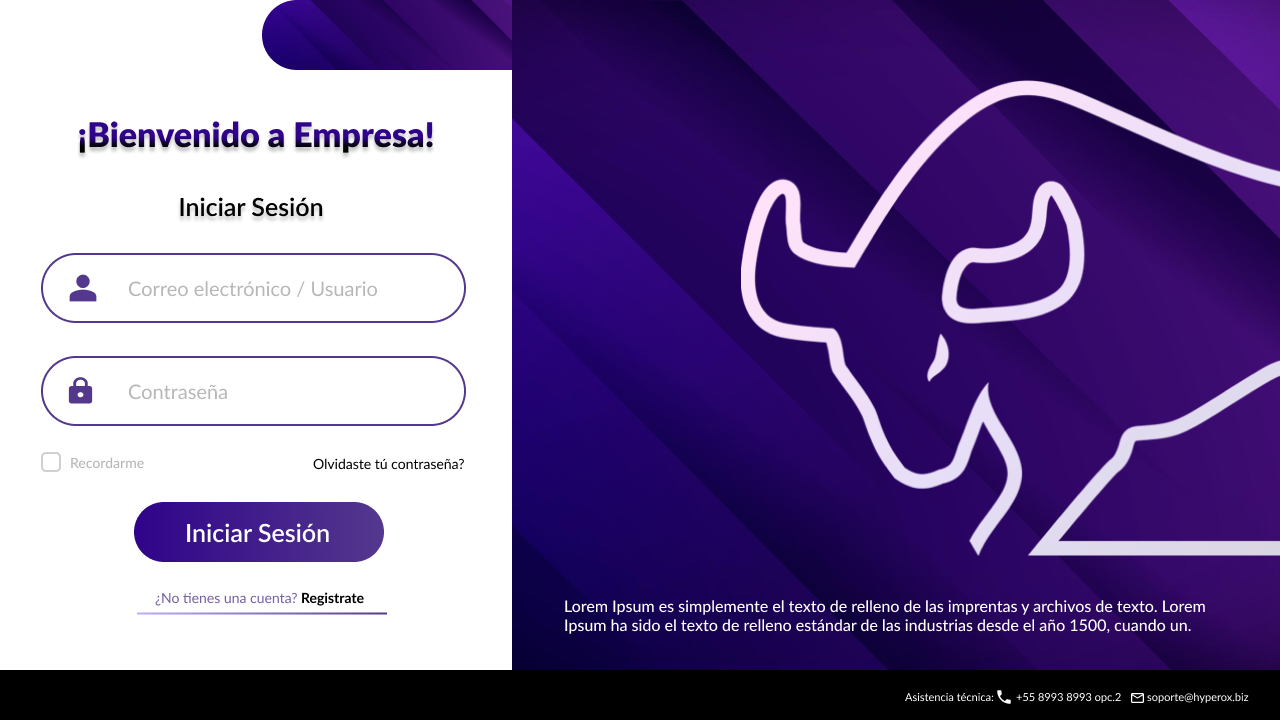 ¡Bienvenido a Empresa!
Iniciar Sesión
Correo electrónico / Usuario
Contraseña
Recordarme
Olvidaste tú contraseña?
Iniciar Sesión
¿No tienes una cuenta? Registrate
Lorem Ipsum es simplemente el texto de relleno de las imprentas y archivos de texto. Lorem
Ipsum ha sido el texto de relleno estándar de las industrias desde el año 1500, cuando un.
Asistencia técnica: +55 8993 8993 opc.2 soporte@hyperox.biz